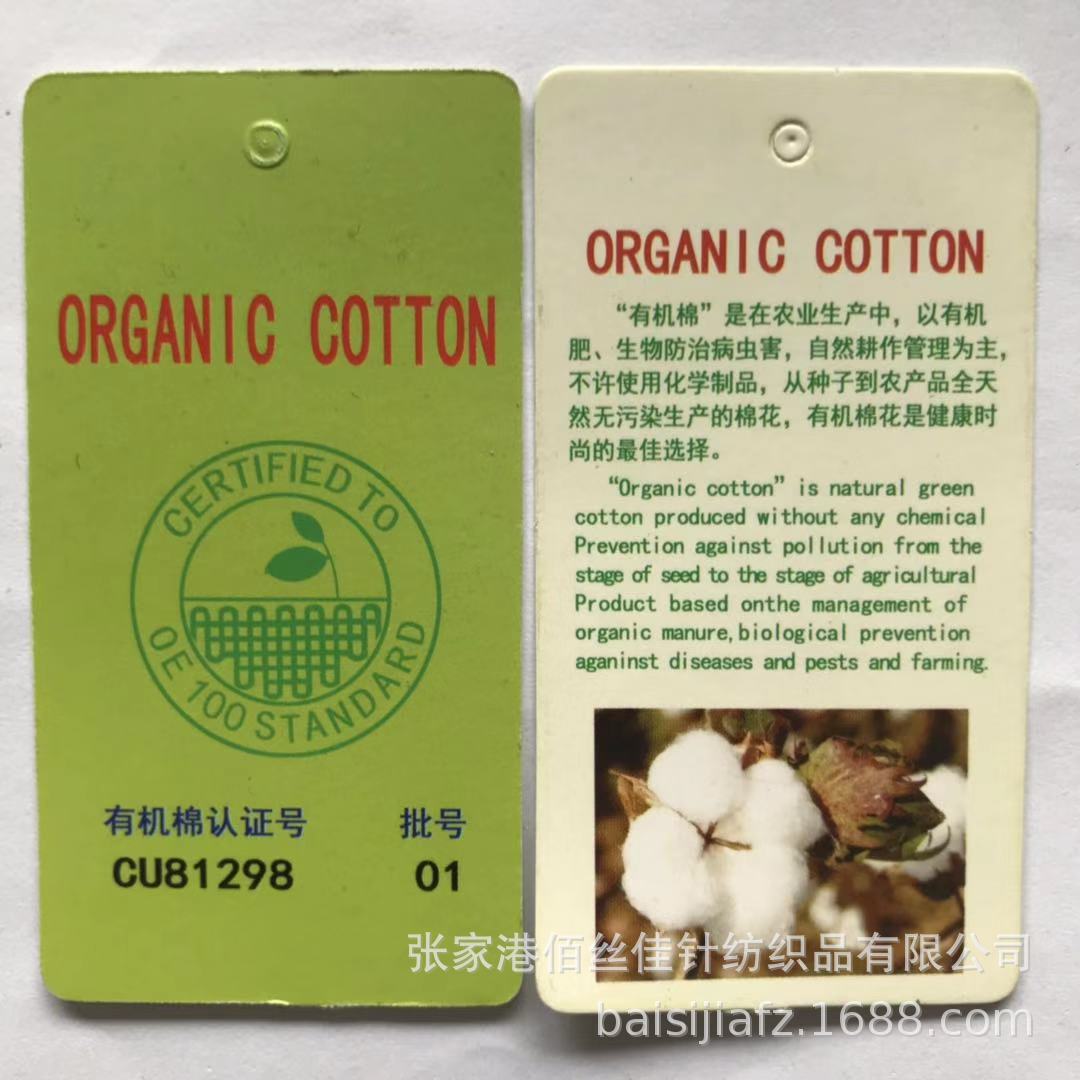 ORGANIC COTTON
CERTIFIED TO
OE 100 STANDARD
有机棉认证号 批号
CU81298 01
ORGANIC COTTON
“有机棉”是在农业生产中，以有机
肥、生物防治病虫害，自然耕作管理为主，
不许使用化学制品，从种子到农产品全天
然无污染生产的棉花，有机棉花是健康时
尚的最佳选择。
“Organic cotton” is natural green
cotton produced without any chemical
Prevention against pollution from the
stage of seed to the stage of agricultural
Product based onthe management of
organic manure,biological prevention
aganinst diseases and pests and farming.
张家港佰丝佳针纺织品有限公司
baisijiafz.1688.com